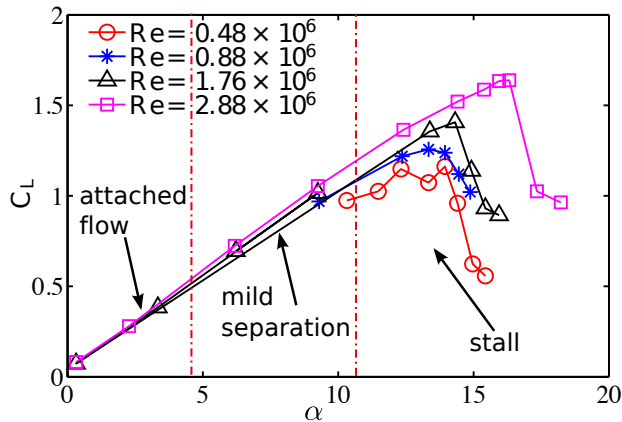 2
1.5
1
0.5
0
C_L
Re= 0.48 × 10^6
Re= 0.88 × 10^6
Re= 1.76 × 10^6
Re= 2.88 × 10^6
attached
flow
mild
separation
stall
0 5 10 15 20
α